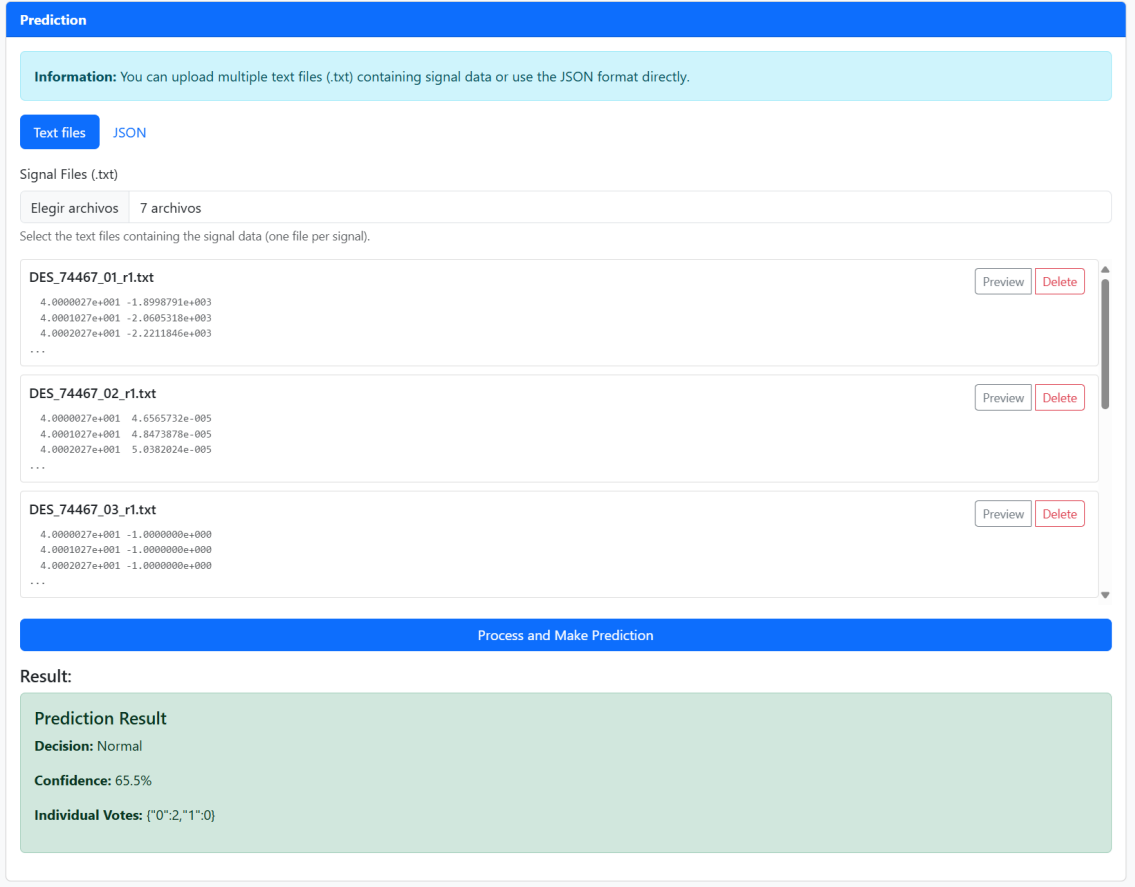 Prediction
Information: You can upload multiple text files (.txt) containing signal data or use the JSON format directly.
Text files JSON
Signal Files (.txt)
Elegir archivos 7 archivos
Select the text files containing the signal data (one file per signal).
DES_74467_01_r1.txt Preview Delete
4.0000027e+001 -1.8998791e+003
4.0001027e+001 -2.0605318e+003
4.0002027e+001 -2.2211846e+003
...
DES_74467_02_r1.txt Preview Delete
4.0000027e+001 4.6565732e-005
4.0001027e+001 4.8473878e-005
4.0002027e+001 5.0382024e-005
...
DES_74467_03_r1.txt Preview Delete
4.0000027e+001 -1.0000000e+000
4.0001027e+001 -1.0000000e+000
4.0002027e+001 -1.0000000e+000
...
Process and Make Prediction
Result:
Prediction Result
Decision: Normal
Confidence: 65.5%
Individual Votes: {"0":2,"1":0}